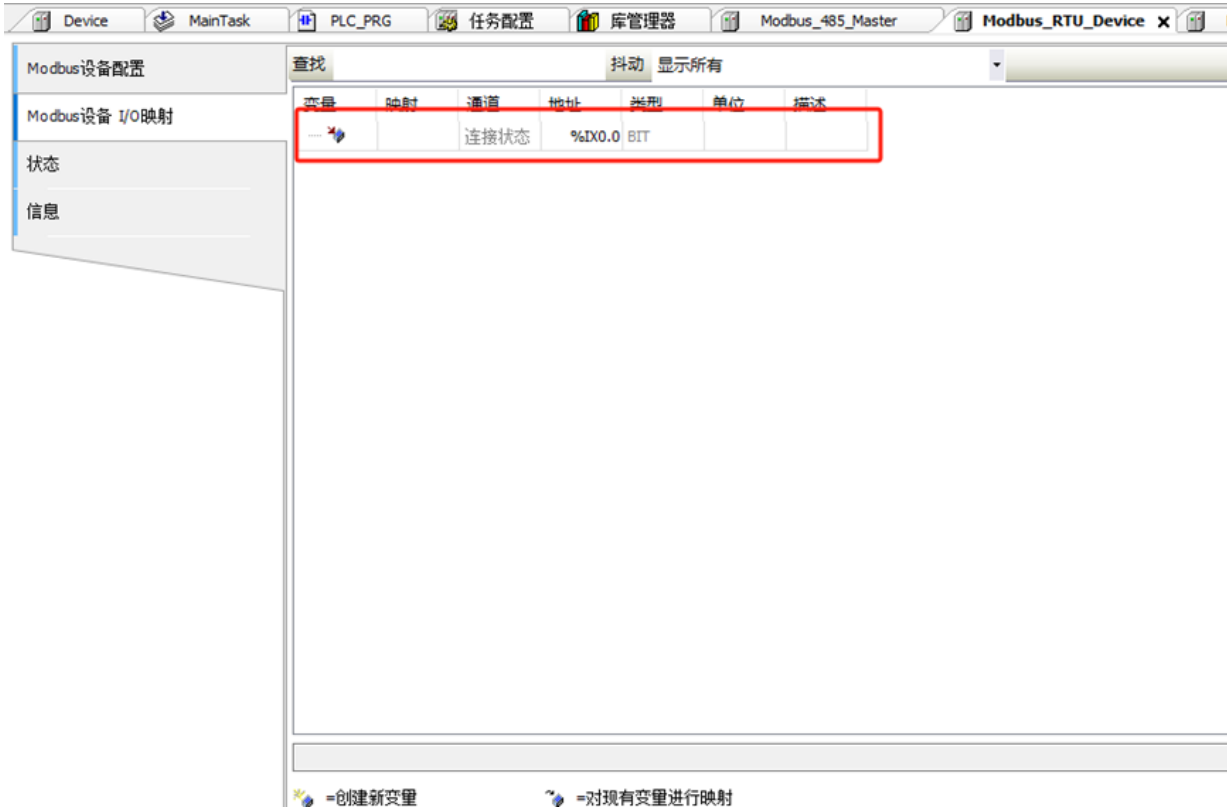 Device MainTask PLC_PRG 任务配置 库管理器 Modbus_485_Master Modbus_RTU_Device x
Modbus设备配置
Modbus设备 I/O映射
状态
信息
查找 抖动 显示所有
变量 映射 通道 地址 类型 单位 描述
连接状态 %IX0.0 BIT
=创建新变量 =对现有变量进行映射